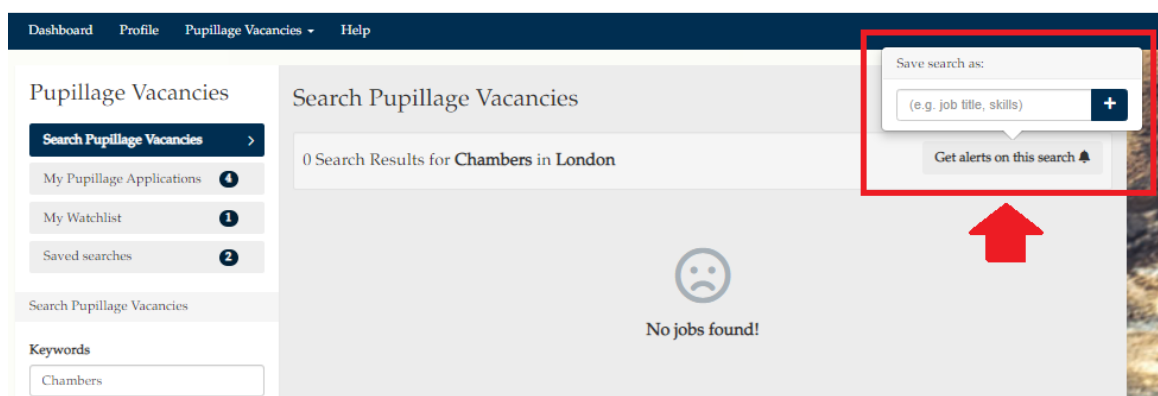 Dashboard Profile Pupillage Vacancies Help
Save search as:
(e.g. job title, skills) +
Pupillage Vacancies
Search Pupillage Vacancies
Search Pupillage Vacancies >
0 Search Results for Chambers in London
Get alerts on this search
My Pupillage Applications 4
My Watchlist 1
Saved searches 2
Search Pupillage Vacancies
No jobs found!
Keywords
Chambers